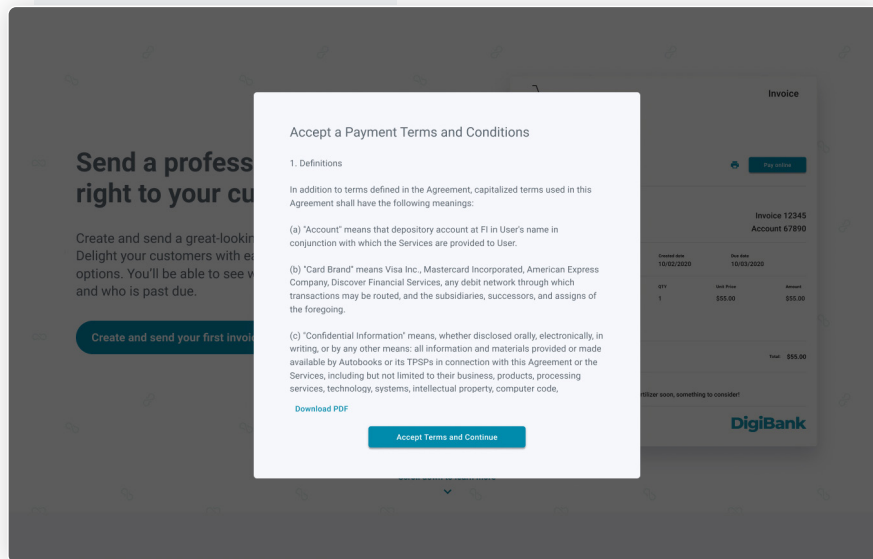 Accept a Payment Terms and Conditions
1. Definitions
In addition to terms defined in the Agreement, capitalized terms used in this
Agreement shall have the following meanings:
(a) "Account" means that depository account at FI in User's name in
conjunction with which the Services are provided to User.
(b) "Card Brand" means Visa Inc., Mastercard Incorporated, American Express
Company, Discover Financial Services, any debit network through which
transactions may be routed, and the subsidiaries, successors, and assigns of
the foregoing.
(c) "Confidential Information" means, whether disclosed orally, electronically, in
writing, or by any other means: all information and materials provided or made
available by Autobooks or its TPSPs in connection with this Agreement or the
Services, including but not limited to their business, products, processing
services, technology, systems, intellectual property, computer code,
Download PDF
Accept Terms and Continue
Send a profess
right to your cu
Create and send a great-lookin
Delight your customers with ea
options. You'll be able to see w
and who is past due.
Create and send your first invoi
Invoice
Pay online
Invoice 12345
Account 67890
Created date
Due date
10/02/2020
10/03/2020
QTY
Unit Price
Amount
1
$55.00
$55.00
Total $55.00
rtilizer soon, something to consider!
DigiBank